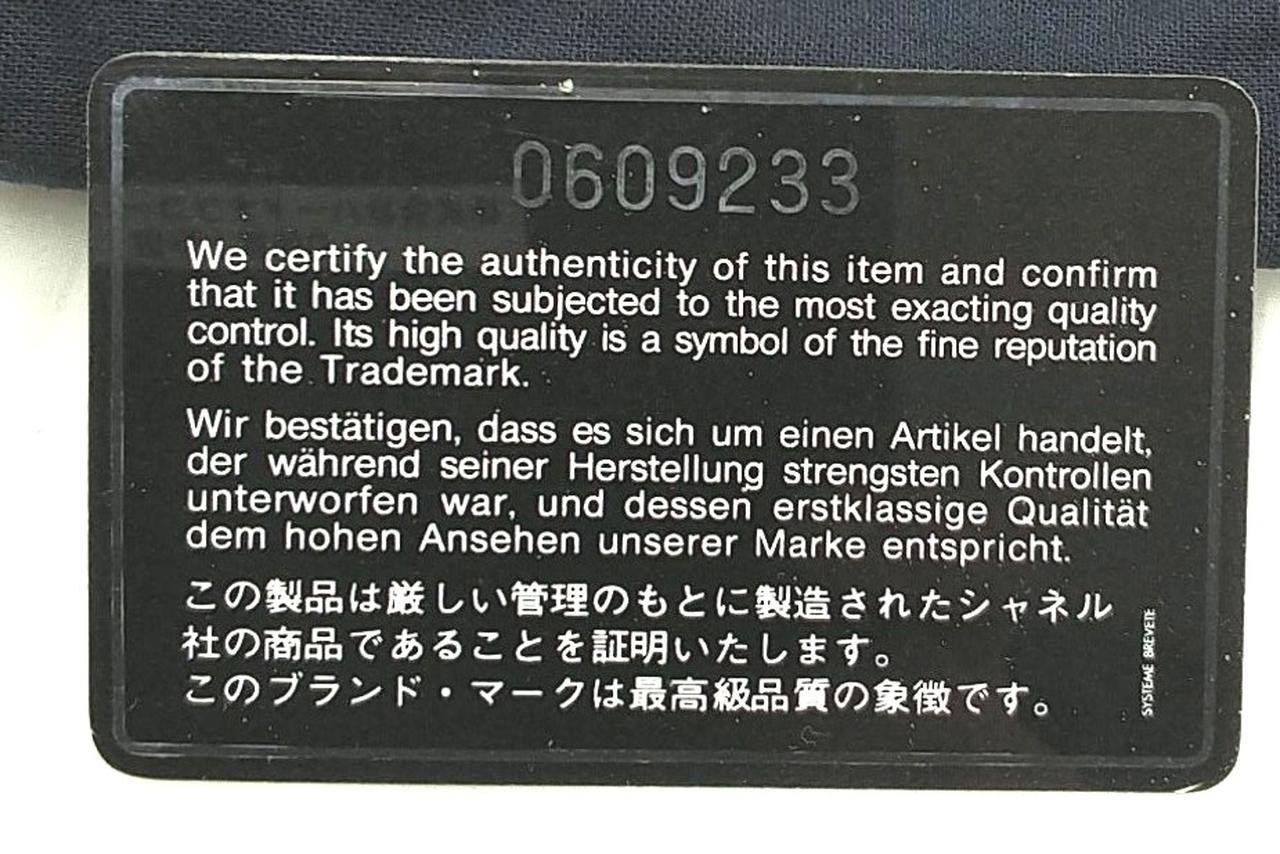 0609233
We certify the authenticity of this item and confirm
that it has been subjected to the most exacting quality
control. Its high quality is a symbol of the fine reputation
of the Trademark.
Wir bestätigen, dass es sich um einen Artikel handelt,
der während seiner Herstellung strengsten Kontrollen
unterworfen war, und dessen erstklassige Qualität
dem hohen Ansehen unserer Marke entspricht.
この製品は厳しい管理のもとに製造されたシャネル
社の商品であることを証明いたします。
このブランド・マークは最高級品質の象徴です。
SYSTEME BREVETE